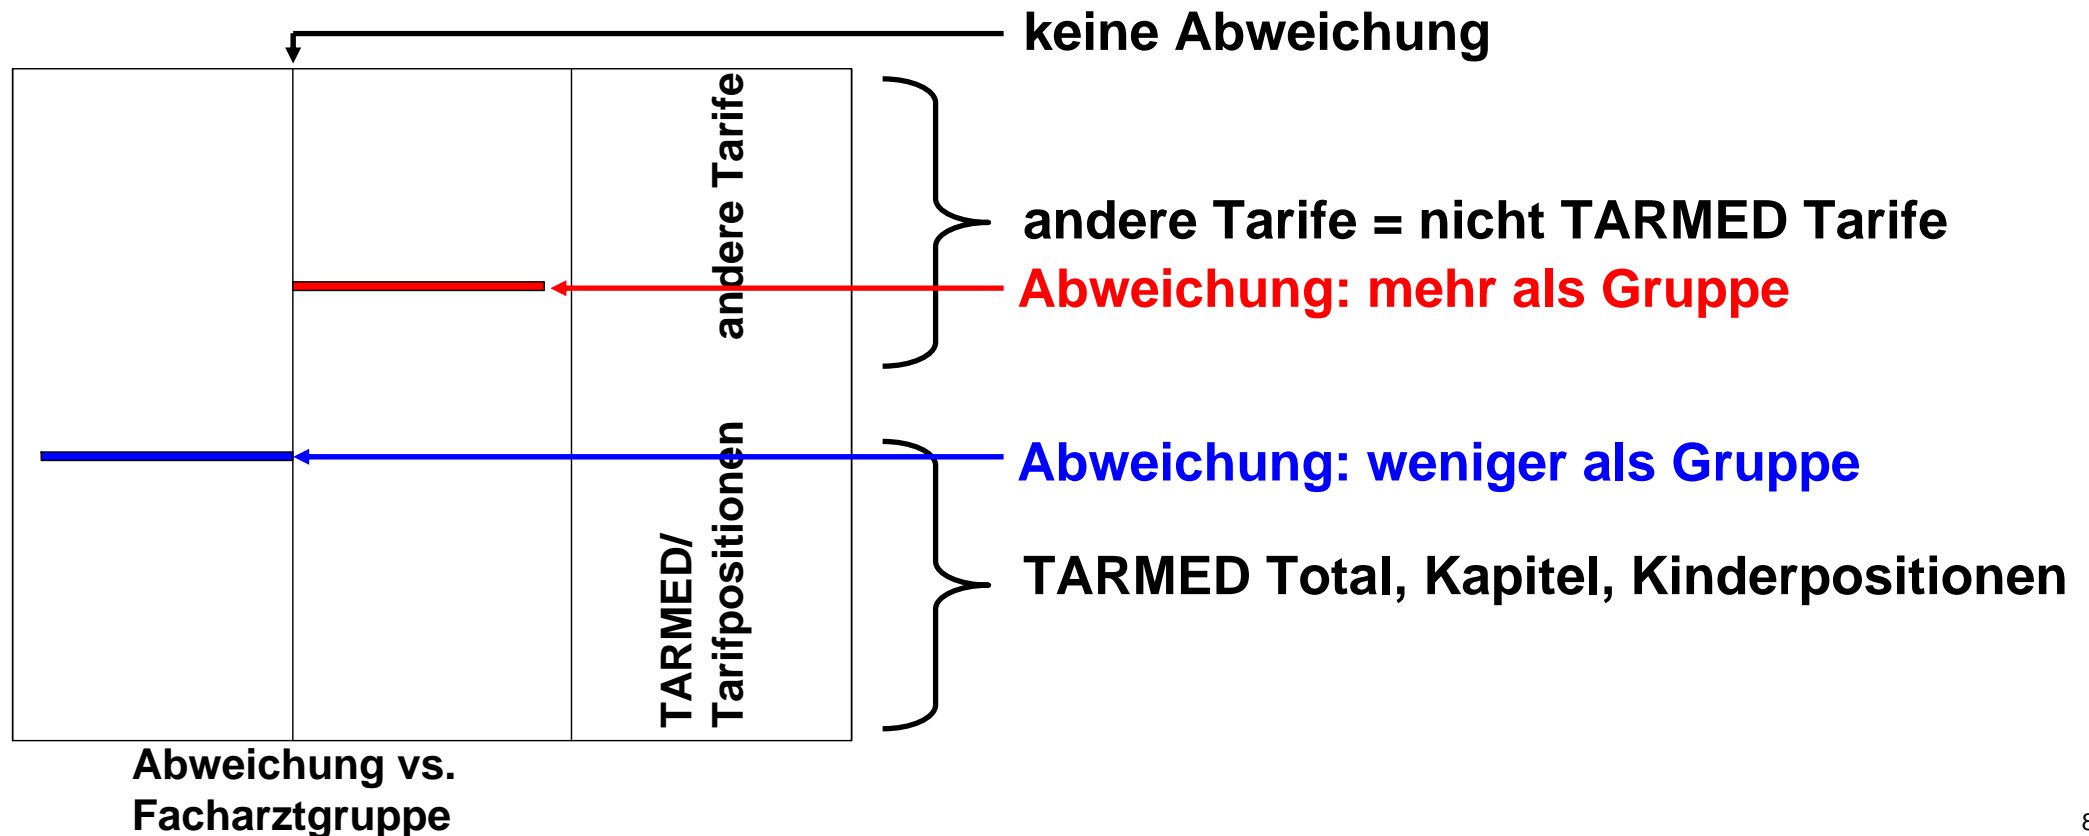 keine Abweichung
andere Tarife
andere Tarife = nicht TARMED Tarife
Abweichung: mehr als Gruppe
Abweichung: weniger als Gruppe
TARMED/
Tarifpositionen
TARMED Total, Kapitel, Kinderpositionen
Abweichung vs.
Facharztgruppe